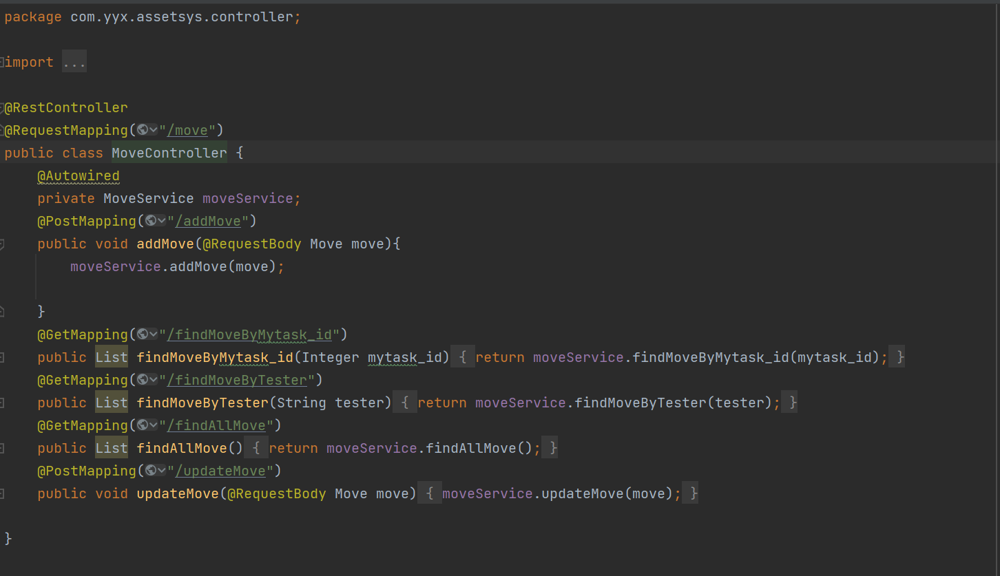 package com.yyx.assetsys.controller;
import ...
@RestController
@RequestMapping("/move")
public class MoveController {
@Autowired
private MoveService moveService;
@PostMapping("/addMove")
public void addMove(@RequestBody Move move){
moveService.addMove(move);
}
@GetMapping("/findMoveByMytask_id")
public List findMoveByMytask_id(Integer mytask_id) { return moveService.findMoveByMytask_id(mytask_id); }
@GetMapping("/findMoveByTester")
public List findMoveByTester(String tester) { return moveService.findMoveByTester(tester); }
@GetMapping("/findAllMove")
public List findAllMove() { return moveService.findAllMove(); }
@PostMapping("/updateMove")
public void updateMove(@RequestBody Move move) { moveService.updateMove(move); }
}